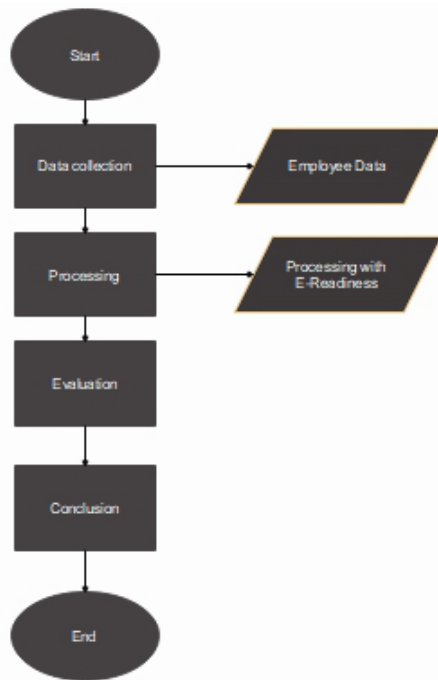 Start
Data collection
Employee Data
Processing
Processing with
E-Readiness
Evaluation
Conclusion
End